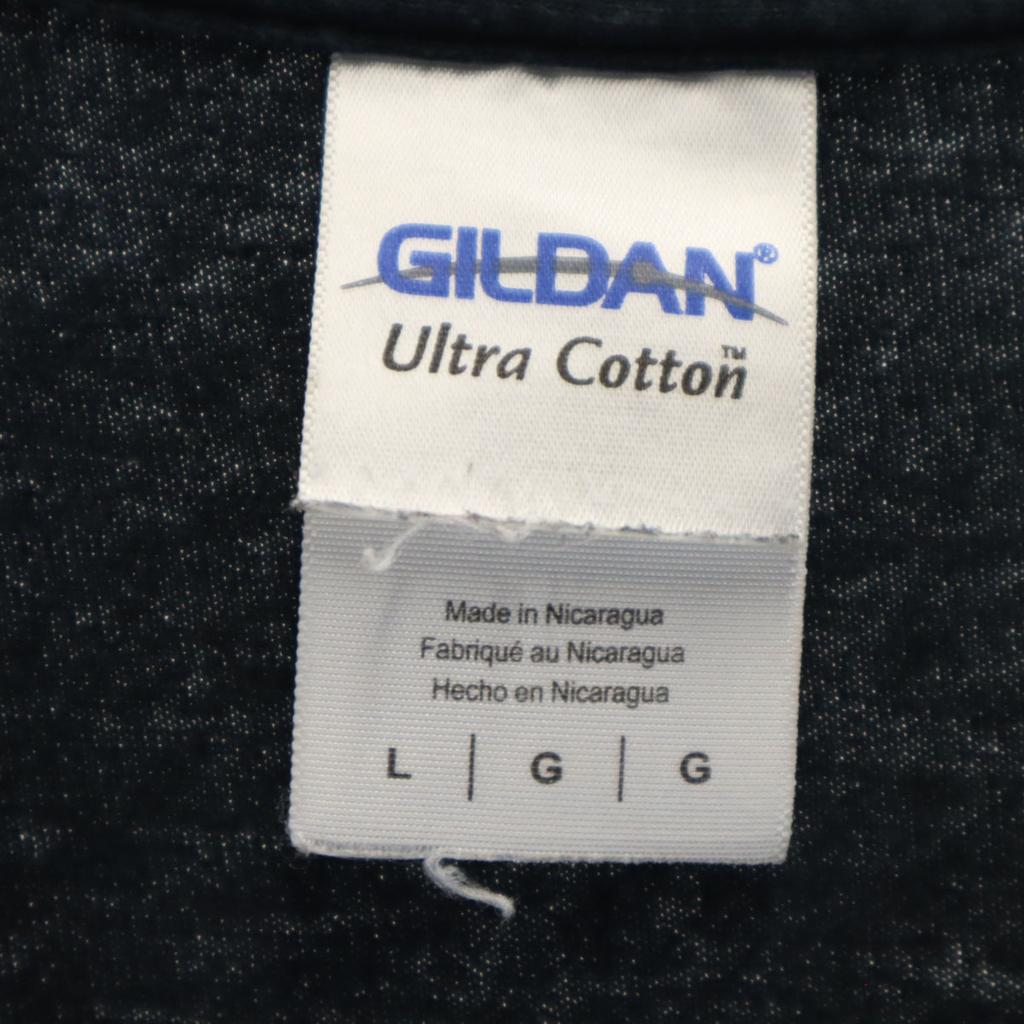 GILDAN®
Ultra Cotton™
Made in Nicaragua
Fabriqué au Nicaragua
Hecho en Nicaragua
L | G | G